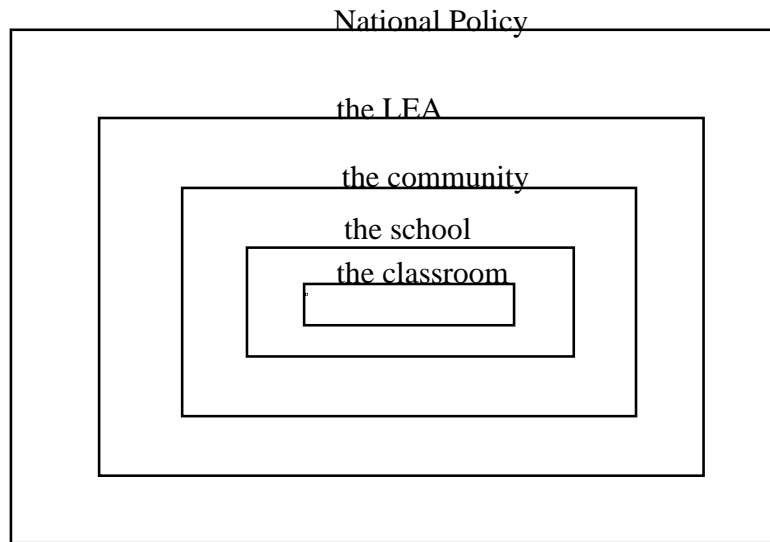 National Policy
the LEA
the community
the school
the classroom